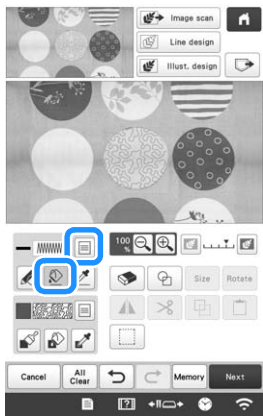 Image scan
Line design
Illust. design
100 %
Size
Rotate
Cancel
All Clear
Memory
Next